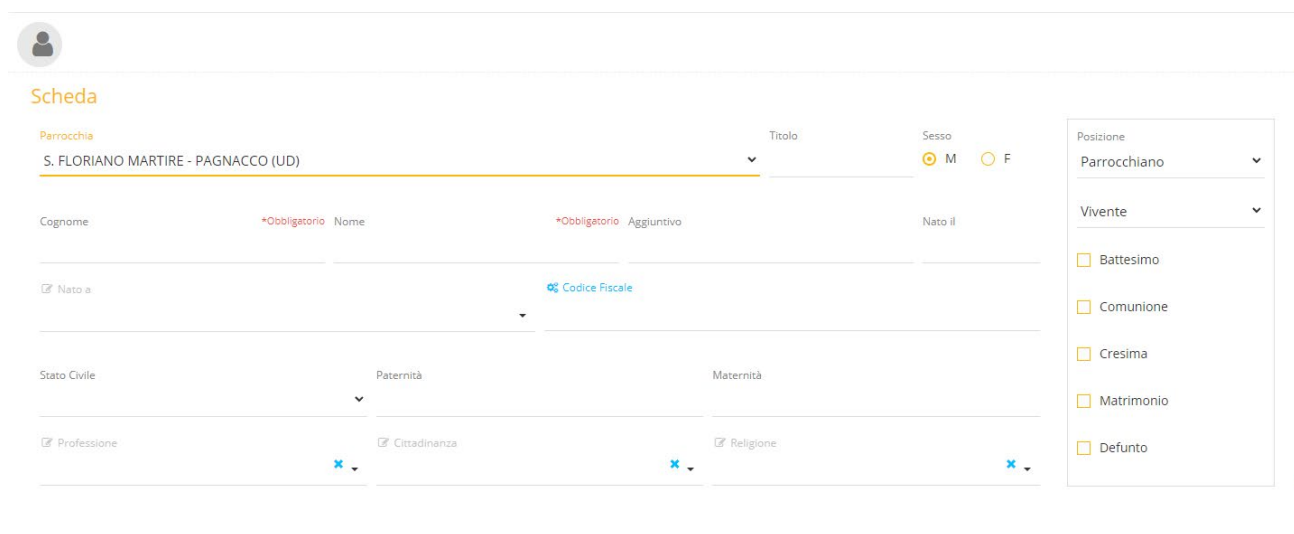 Scheda
Parrocchia Titolo Sesso
S. FLORIANO MARTIRE - PAGNACCO (UD) M F
Cognome *Obbligatorio Nome *Obbligatorio Aggiuntivo Nato il
Nato a Codice Fiscale
Stato Civile Paternità Maternità
Professione Cittadinanza Religione
Posizione
Parrocchiano
Vivente
Battesimo
Comunione
Cresima
Matrimonio
Defunto